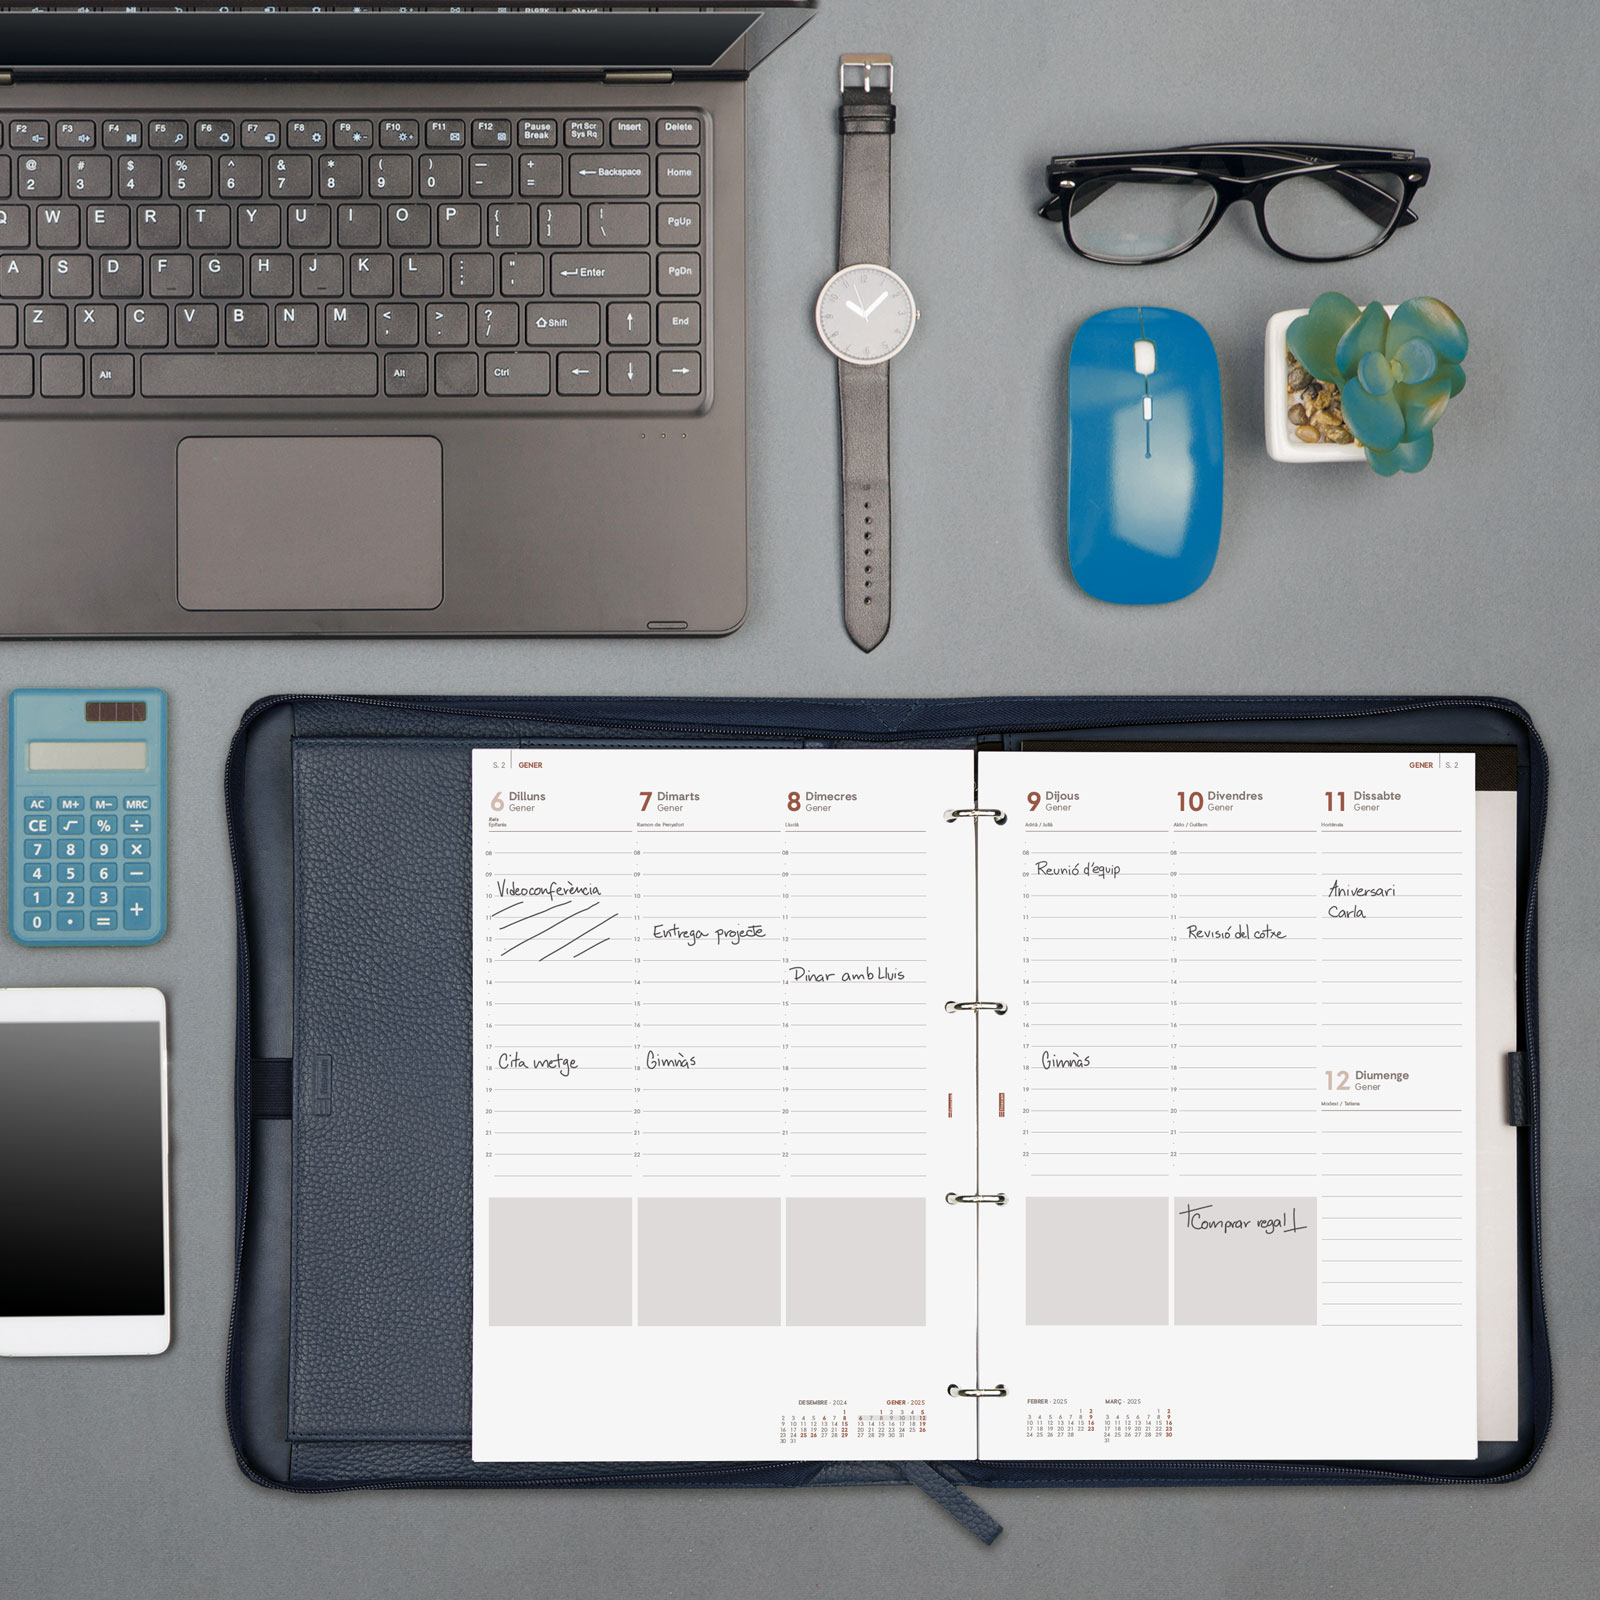 Pause Break
Prt Scr Sys Rq
F2 F3 F4 F5 F6 F7 F8 F9 F10 F11 F12 Insert Delete
@ # $ % ^ & * ( ) — +
2 3 4 5 6 7 8 9 0 - = Backspace Home
Q W E R T Y U I O P { [ } ] | \ PgUp
A S D F G H J K L : ; " ' Enter PgDn
Z X C V B N M < , > . ? / Shift End
Alt Alt Ctrl
AC M+ M− MRC
CE √ % ÷
7 8 9 ×
4 5 6 −
1 2 3 +
0 • =
S. 2 GENER
6 Dilluns Gener
Reis
Epifania
7 Dimarts Gener
Ramon de Penyafort
8 Dimecres Gener
Llucià
08
09
10
11
12
13
14
15
16
17
18
19
20
21
22
Videoconferència
Cita metge
Entrega projecte
Gimnàs
Dinar amb Lluis
DESEMBRE · 2024
GENER · 2025
GENER S. 2
9 Dijous Gener
Adrià / Julià
10 Divendres Gener
Aldo / Guillem
11 Dissabte Gener
Hortènsia
08
09
10
11
12
13
14
15
16
17
18
19
20
21
22
Reunió d'equip
Gimnàs
Revisió del cotxe
Comprar regal
Aniversari
Carla
12 Diumenge Gener
Modest / Tatiana
FEBRER · 2025
MARÇ · 2025